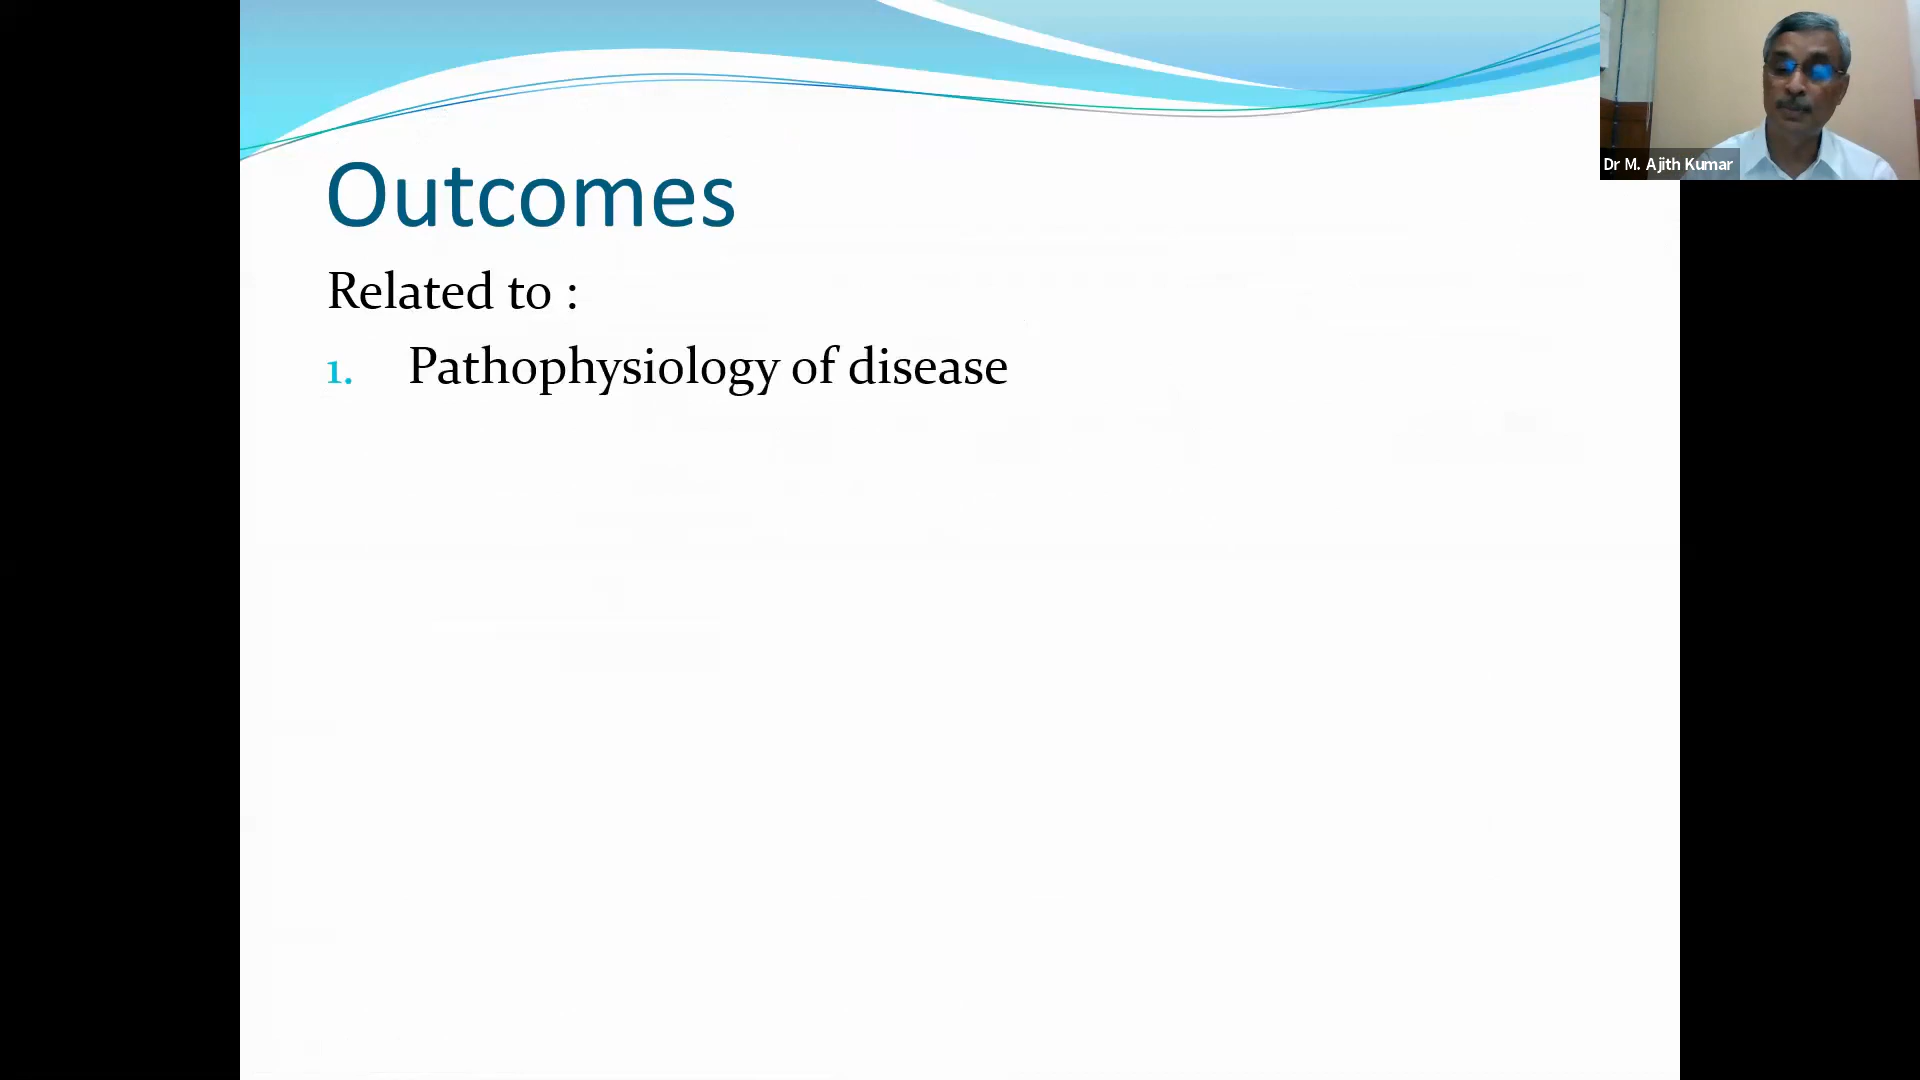 Outcomes
Related to :
1. Pathophysiology of disease
Dr M. Ajith Kumar